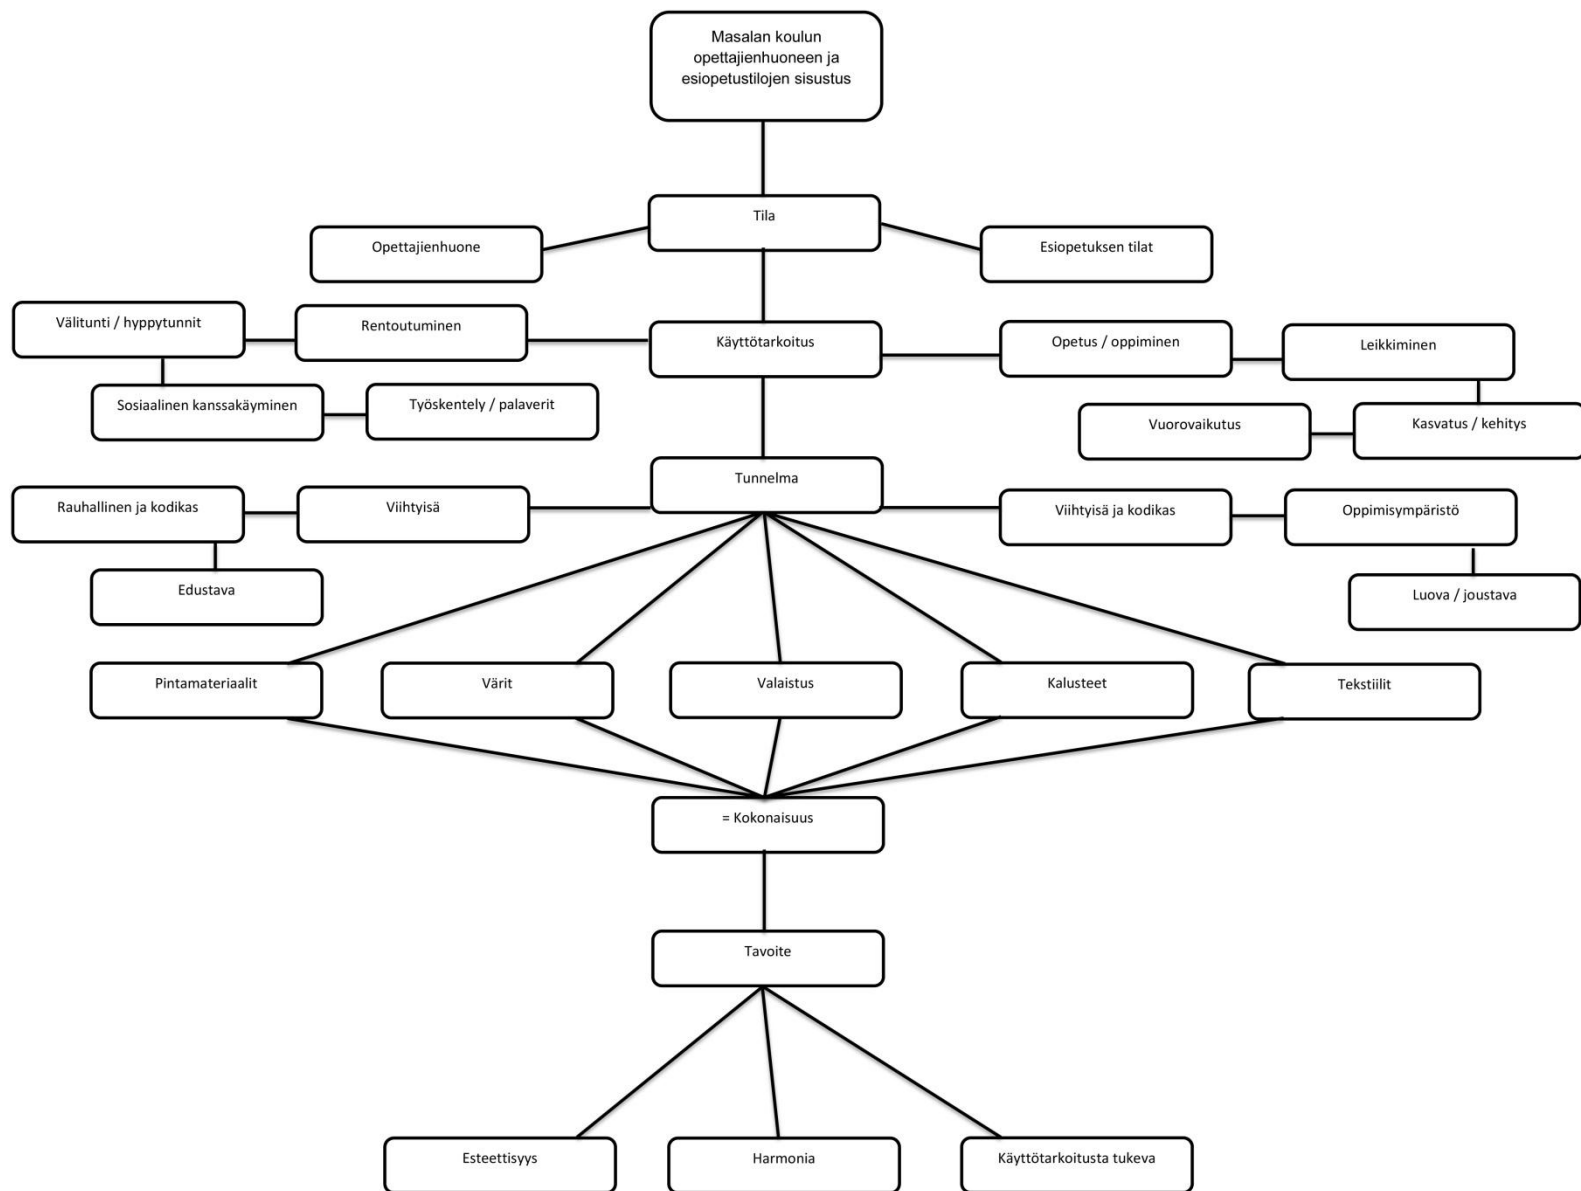 Masalan koulun
opettajienhuoneen ja
esiopetustilojen sisustus
Tila
Opettajienhuone
Esiopetuksen tilat
Välitunti / hyppytunnit
Rentoutuminen
Käyttötarkoitus
Opetus / oppiminen
Leikkiminen
Sosiaalinen kanssakäyminen
Työskentely / palaverit
Vuorovaikutus
Kasvatus / kehitys
Tunnelma
Rauhallinen ja kodikas
Viihtyisä
Viihtyisä ja kodikas
Oppimisympäristö
Edustava
Luova / joustava
Pintamateriaalit
Värit
Valaistus
Kalusteet
Tekstiilit
= Kokonaisuus
Tavoite
Esteettisyys
Harmonia
Käyttötarkoitusta tukeva